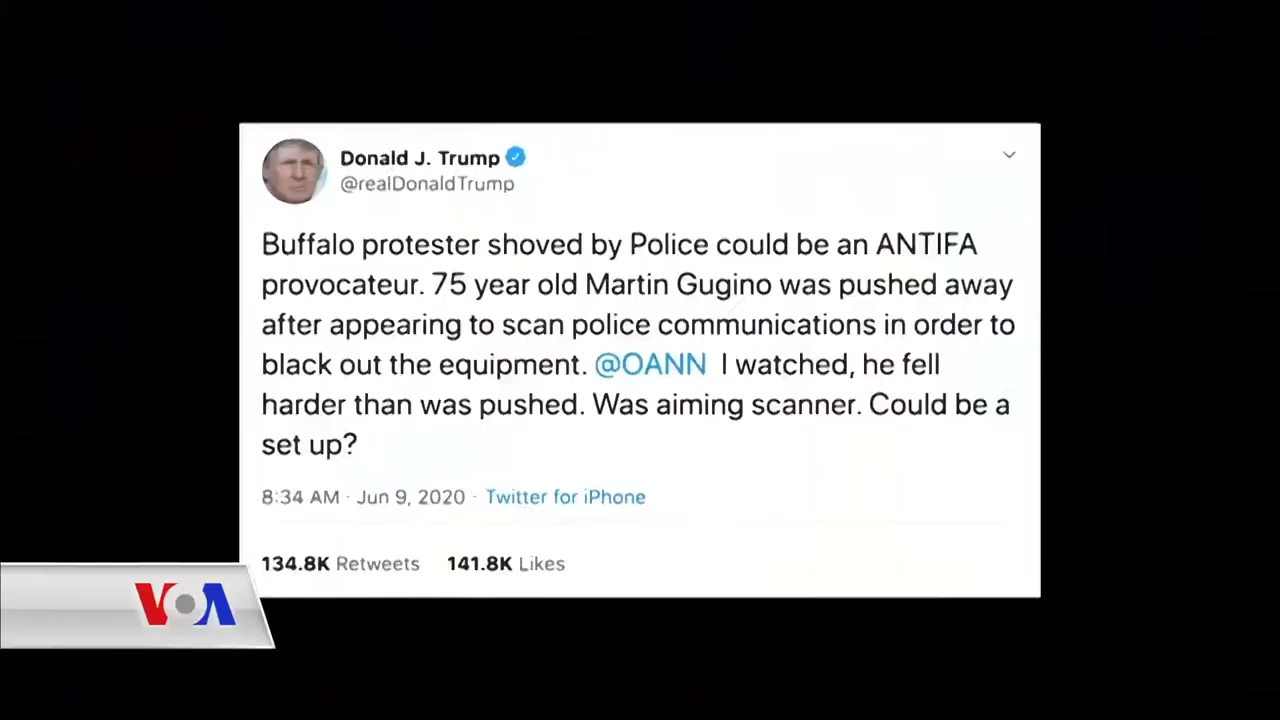 Donald J. Trump
@realDonaldTrump
Buffalo protester shoved by Police could be an ANTIFA
provocateur. 75 year old Martin Gugino was pushed away
after appearing to scan police communications in order to
black out the equipment. @OANN I watched, he fell
harder than was pushed. Was aiming scanner. Could be a
set up?
8:34 AM · Jun 9, 2020 · Twitter for iPhone
134.8K Retweets 141.8K Likes
VOA